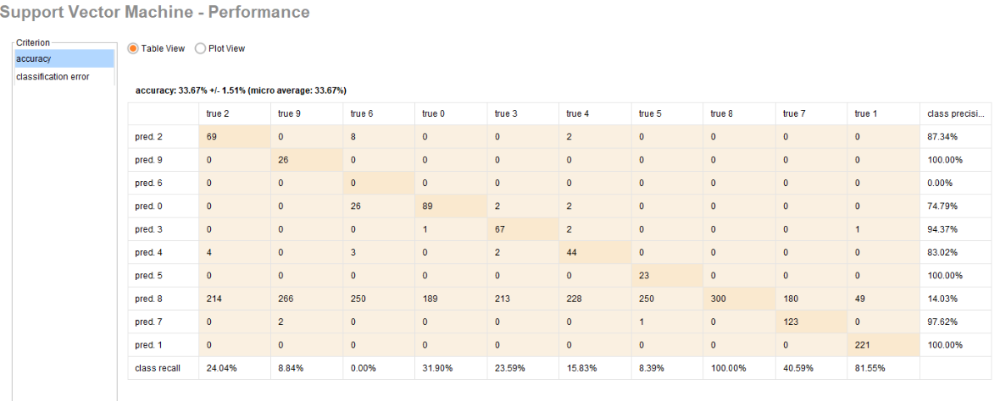 Support Vector Machine - Performance
Criterion
accuracy
classification error
Table View Plot View
accuracy: 33.67% +/- 1.51% (micro average: 33.67%)
true 2 true 9 true 6 true 0 true 3 true 4 true 5 true 8 true 7 true 1 class precisi...
pred. 2 69 0 8 0 0 2 0 0 0 0 87.34%
pred. 9 0 26 0 0 0 0 0 0 0 0 100.00%
pred. 6 0 0 0 0 0 0 0 0 0 0 0.00%
pred. 0 0 0 26 89 2 2 0 0 0 0 74.79%
pred. 3 0 0 0 1 67 2 0 0 0 1 94.37%
pred. 4 4 0 3 0 2 44 0 0 0 0 83.02%
pred. 5 0 0 0 0 0 0 23 0 0 0 100.00%
pred. 8 214 266 250 189 213 228 250 300 180 49 14.03%
pred. 7 0 2 0 0 0 0 1 0 123 0 97.62%
pred. 1 0 0 0 0 0 0 0 0 0 221 100.00%
class recall 24.04% 8.84% 0.00% 31.90% 23.59% 15.83% 8.39% 100.00% 40.59% 81.55%